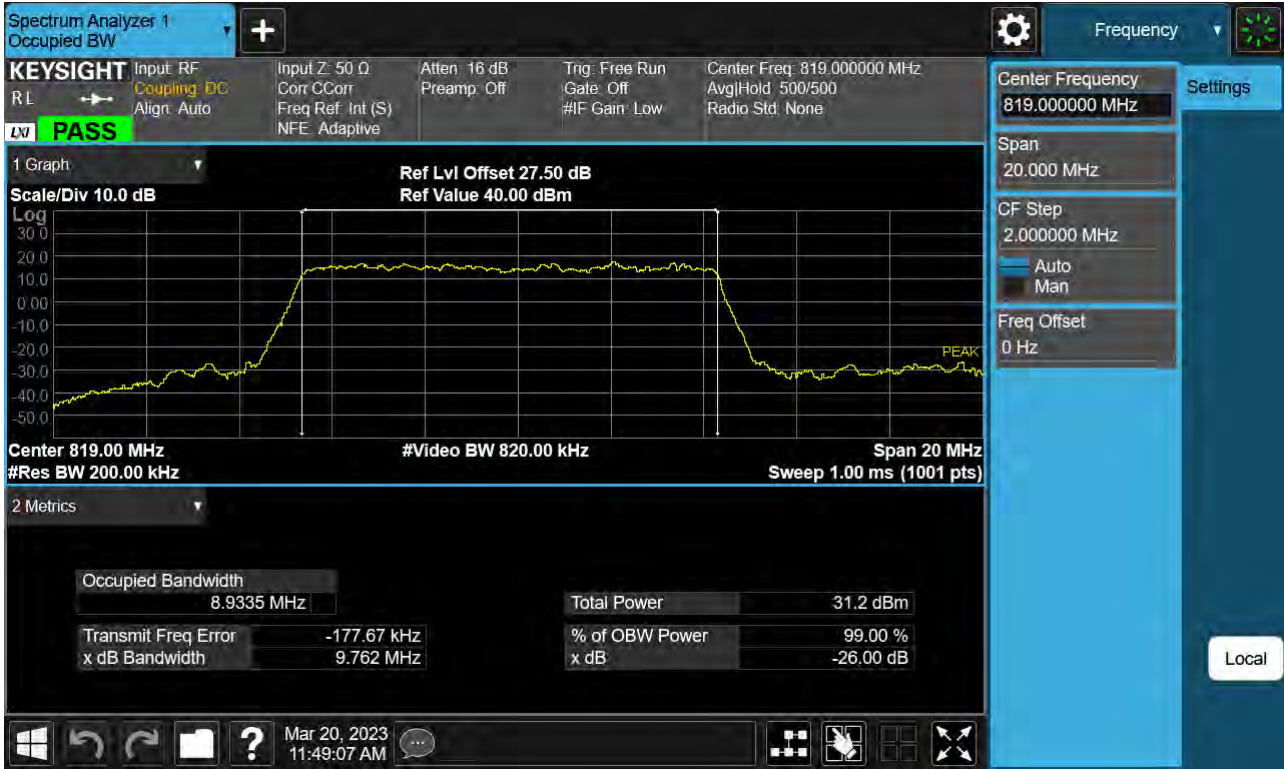 Spectrum Analyzer 1
Occupied BW
+
Frequency
KEYSIGHT
RL
LXI
PASS
Input: RF
Coupling: DC
Align: Auto
Input Z: 50 Ω
Corr CCorr
Freq Ref: Int (S)
NFE: Adaptive
Atten: 16 dB
Preamp: Off
Trig: Free Run
Gate: Off
#IF Gain: Low
Center Freq: 819.000000 MHz
Avg|Hold: 500/500
Radio Std: None
Center Frequency
819.000000 MHz
Settings
Span
20.000 MHz
CF Step
2.000000 MHz
Auto
Man
Freq Offset
0 Hz
1 Graph
Ref Lvl Offset 27.50 dB
Scale/Div 10.0 dB
Ref Value 40.00 dBm
Log
30.0
20.0
10.0
0.00
-10.0
-20.0
-30.0
-40.0
-50.0
PEAK
Center 819.00 MHz
#Video BW 820.00 kHz
Span 20 MHz
#Res BW 200.00 kHz
Sweep 1.00 ms (1001 pts)
2 Metrics
Occupied Bandwidth
8.9335 MHz
Total Power 31.2 dBm
Transmit Freq Error -177.67 kHz
% of OBW Power 99.00 %
x dB Bandwidth 9.762 MHz
x dB -26.00 dB
Local
?
Mar 20, 2023
11:49:07 AM